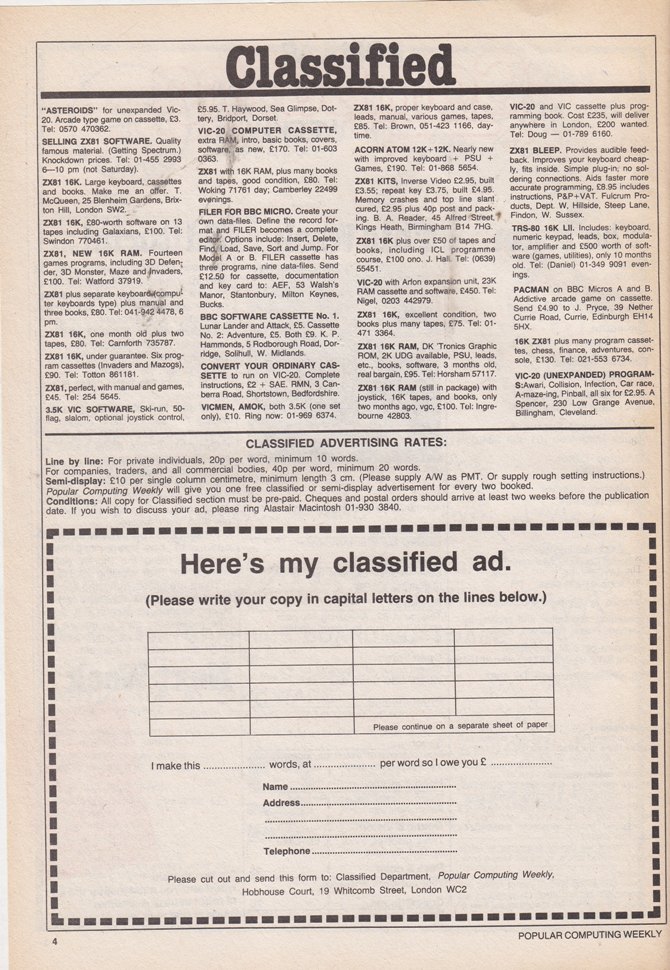 Classified
"ASTEROIDS" for unexpanded Vic-
20. Arcade type game on cassette, £3.
Tel: 0570 470362.
SELLING ZX81 SOFTWARE. Quality
famous material. (Getting Spectrum.)
Knockdown prices. Tel: 01-455 2993
6—10 pm (not Saturday).
ZX81 16K. Large keyboard, cassettes
and books. Make me an offer. T.
McQueen, 25 Blenheim Gardens, Brix-
ton Hill, London SW2.
ZX81 16K, £80-worth software on 13
tapes including Galaxians, £100. Tel:
Swindon 770461.
ZX81, NEW 16K RAM. Fourteen
games programs, including 3D Defen-
der, 3D Monster, Maze and Invaders,
£100. Tel: Watford 37919.
ZX81 plus separate keyboard (compu-
ter keyboards type) plus manual and
three books, £80. Tel: 041-942 4478, 6
pm.
ZX81 16K, one month old plus two
tapes, £80. Tel: Carnforth 735787.
ZX81 16K, under guarantee. Six pro-
gram cassettes (Invaders and Mazogs),
£90. Tel: Totton 861181.
ZX81, perfect, with manual and games,
£45. Tel: 254 5645.
3.5K VIC SOFTWARE, Ski-run, 50-
flag, slalom, optional joystick control,
£5.95. T. Haywood, Sea Glimpse, Dot-
tery, Bridport, Dorset.
VIC-20 COMPUTER CASSETTE,
extra RAM, intro, basic books, covers,
software, as new, £170. Tel: 01-603
0363.
ZX81 with 16K RAM, plus many books
and tapes, good condition, £80. Tel:
Woking 71761 day; Camberley 22499
evenings.
FILER FOR BBC MICRO. Create your
own data-files. Define the record for-
mat and FILER becomes a complete
editor. Options include: Insert, Delete,
Find, Load, Save, Sort and Jump. For
Model A or B. FILER cassette has
three programs, nine data-files. Send
£12.50 for cassette, documentation
and key card to: AEF, 53 Walsh's
Manor, Stantonbury, Milton Keynes,
Bucks.
BBC SOFTWARE CASSETTE No. 1.
Lunar Lander and Attack, £5. Cassette
No. 2: Adventure, £5. Both £9. K. P.
Hammonds, 5 Rodborough Road, Dor-
ridge, Solihull, W. Midlands.
CONVERT YOUR ORDINARY CAS-
SETTE to run on VIC-20. Complete
instructions, £2 + SAE. RMN, 3 Can-
berra Road, Shortstown, Bedfordshire.
VICMEN, AMOK, both 3.5K (one set
only), £10. Ring now: 01-969 6374.
ZX81 16K, proper keyboard and case,
leads, manual, various games, tapes,
£85. Tel: Brown, 051-423 1166, day-
time.
ACORN ATOM 12K+12K. Nearly new
with improved keyboard + PSU +
Games, £190. Tel: 01-868 5654.
ZX81 KITS, Inverse Video £2.95, built
£3.55; repeat key £3.75, built £4.95.
Memory crashes and top line slant
cured, £2.95 plus 40p post and pack-
ing. B. A. Reader, 45 Alfred Street,
Kings Heath, Birmingham B14 7HG.
ZX81 16K plus over £50 of tapes and
books, including ICL programme
course, £100 ono. J. Hall. Tel: (0639)
55451.
VIC-20 with Arfon expansion unit, 23K
RAM cassette and software, £450. Tel:
Nigel, 0203 442979.
ZX81 16K, excellent condition, two
books plus many tapes, £75. Tel: 01-
471 3364.
ZX81 16K RAM, DK 'Tronics Graphic
ROM, 2K UDG available, PSU, leads,
etc., books, software, 3 months old,
real bargain, £95. Tel: Horsham 57117.
ZX81 16K RAM (still in package) with
joystick, 16K tapes, and books, only
two months ago, vgc, £100. Tel: Ingre-
bourne 42803.
VIC-20 and VIC cassette plus prog-
ramming book. Cost £235, will deliver
anywhere in London, £200 wanted.
Tel: Doug — 01-789 6160.
ZX81 BLEEP. Provides audible feed-
back. Improves your keyboard cheap-
ly, fits inside. Simple plug-in; no sol-
dering connections. Aids faster more
accurate programming, £8.95 includes
instructions, P&P+VAT. Fulcrum Pro-
ducts, Dept W, Hillside, Steep Lane,
Findon, W. Sussex.
TRS-80 16K LII. Includes: keyboard,
numeric keypad, leads, box, modula-
tor, amplifier and £500 worth of soft-
ware (games, utilities), only 10 months
old. Tel: (Daniel) 01-349 9091 even-
ings.
PACMAN on BBC Micros A and B.
Addictive arcade game on cassette.
Send £4.90 to J. Pryce, 39 Nether
Currie Road, Currie, Edinburgh EH14
5HX.
16K ZX81 plus many program casset-
tes, chess, finance, adventures, con-
sole, £130. Tel: 021-553 6734.
VIC-20 (UNEXPANDED) PROGRAM-
S:Awari, Collision, Infection, Car race,
A-maze-ing, Pinball, all six for £2.95. A
Spencer, 230 Low Grange Avenue,
Billingham, Cleveland.
CLASSIFIED ADVERTISING RATES:
Line by line: For private individuals, 20p per word, minimum 10 words.
For companies, traders, and all commercial bodies, 40p per word, minimum 20 words.
Semi-display: £10 per single column centimetre, minimum length 3 cm. (Please supply A/W as PMT. Or supply rough setting instructions.)
Popular Computing Weekly will give you one free classified or semi-display advertisement for every two booked.
Conditions: All copy for Classified section must be pre-paid. Cheques and postal orders should arrive at least two weeks before the publication
date. If you wish to discuss your ad, please ring Alastair Macintosh 01-930 3840.
Here's my classified ad.
(Please write your copy in capital letters on the lines below.)
Please continue on a separate sheet of paper
I make this ..................... words, at ..................... per word so I owe you £ .....................
Name .....................
Address .....................
Telephone .....................
Please cut out and send this form to: Classified Department, Popular Computing Weekly,
Hobhouse Court, 19 Whitcomb Street, London WC2
4
POPULAR COMPUTING WEEKLY